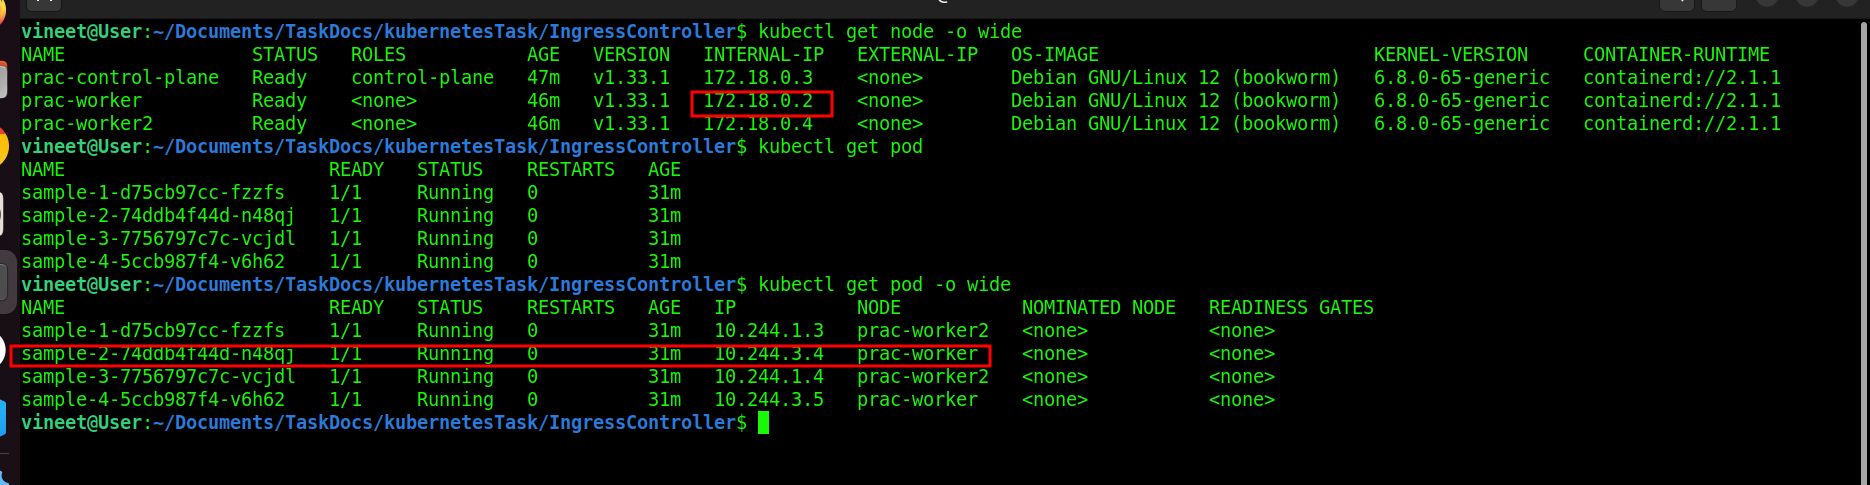 vineet@User:~/Documents/TaskDocs/kubernetesTask/IngressController$ kubectl get node -o wide
NAME STATUS ROLES AGE VERSION INTERNAL-IP EXTERNAL-IP OS-IMAGE KERNEL-VERSION CONTAINER-RUNTIME
prac-control-plane Ready control-plane 47m v1.33.1 172.18.0.3 <none> Debian GNU/Linux 12 (bookworm) 6.8.0-65-generic containerd://2.1.1
prac-worker Ready <none> 46m v1.33.1 172.18.0.2 <none> Debian GNU/Linux 12 (bookworm) 6.8.0-65-generic containerd://2.1.1
prac-worker2 Ready <none> 46m v1.33.1 172.18.0.4 <none> Debian GNU/Linux 12 (bookworm) 6.8.0-65-generic containerd://2.1.1
vineet@User:~/Documents/TaskDocs/kubernetesTask/IngressController$ kubectl get pod
NAME READY STATUS RESTARTS AGE
sample-1-d75cb97cc-fzzfs 1/1 Running 0 31m
sample-2-74ddb4f44d-n48qj 1/1 Running 0 31m
sample-3-7756797c7c-vcjdl 1/1 Running 0 31m
sample-4-5ccb987f4-v6h62 1/1 Running 0 31m
vineet@User:~/Documents/TaskDocs/kubernetesTask/IngressController$ kubectl get pod -o wide
NAME READY STATUS RESTARTS AGE IP NODE NOMINATED NODE READINESS GATES
sample-1-d75cb97cc-fzzfs 1/1 Running 0 31m 10.244.1.3 prac-worker2 <none> <none>
sample-2-74ddb4f44d-n48qj 1/1 Running 0 31m 10.244.3.4 prac-worker <none> <none>
sample-3-7756797c7c-vcjdl 1/1 Running 0 31m 10.244.1.4 prac-worker2 <none> <none>
sample-4-5ccb987f4-v6h62 1/1 Running 0 31m 10.244.3.5 prac-worker <none> <none>
vineet@User:~/Documents/TaskDocs/kubernetesTask/IngressController$